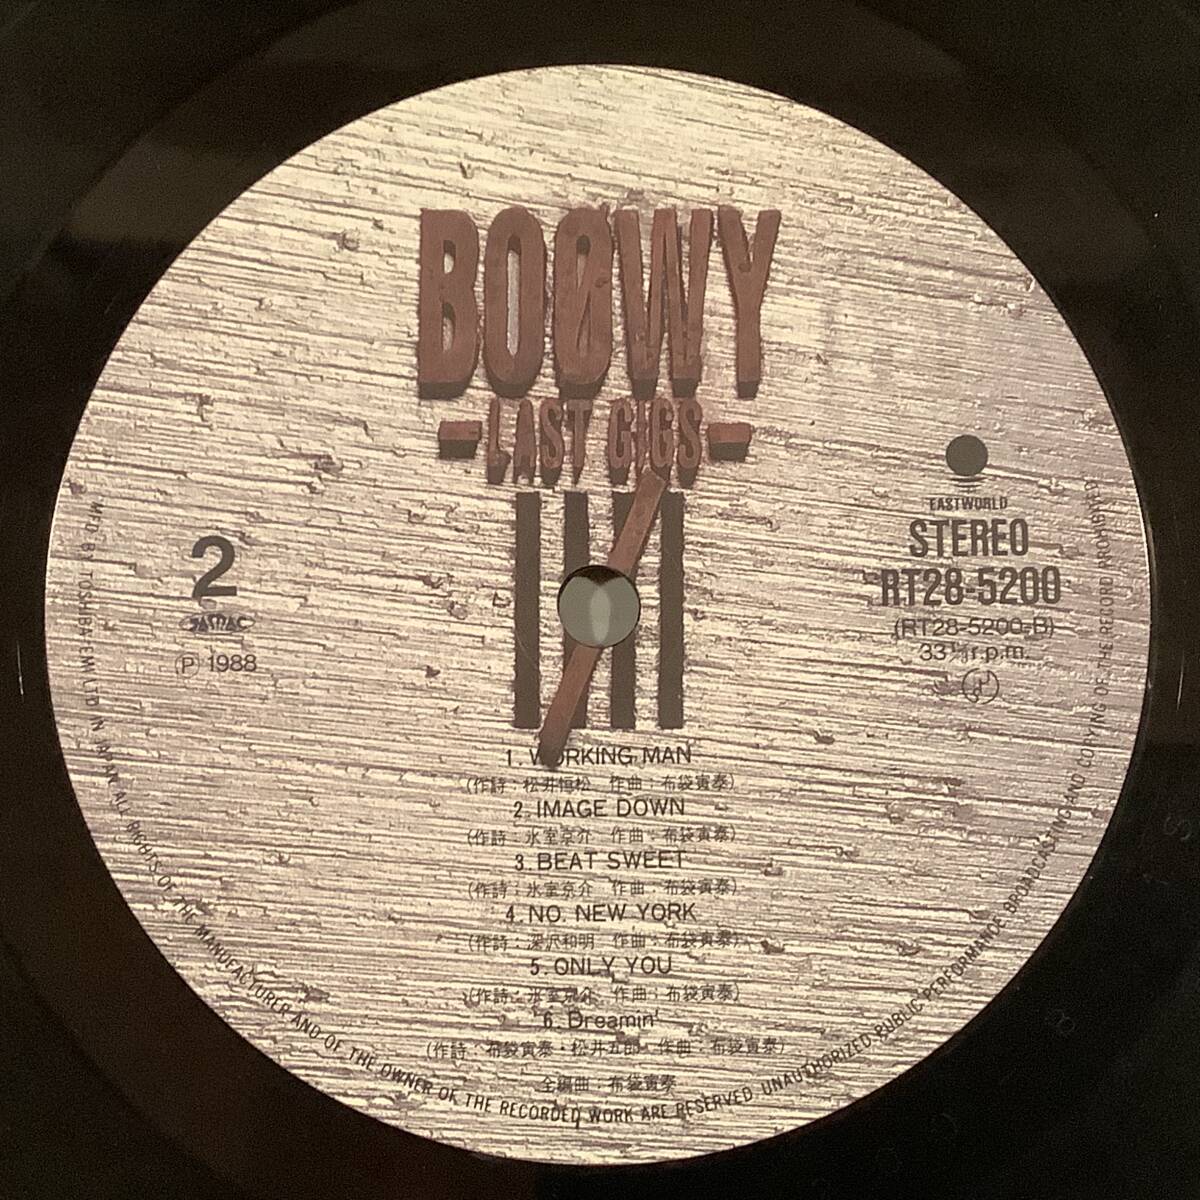 BOØWY
-LAST GIGS-
EASTWORLD
STEREO
RT28-5200
(RT28-5200-B)
33⅓ r.p.m.
2
JASRAC
Ⓟ 1988
1. WORKING MAN
(作詩:松井恒松 作曲:布袋寅泰)
2. IMAGE DOWN
(作詩:氷室京介 作曲:布袋寅泰)
3. BEAT SWEET
(作詩:氷室京介 作曲:布袋寅泰)
4. NO. NEW YORK
(作詩:深沢和明 作曲:布袋寅泰)
5. ONLY YOU
(作詩:氷室京介 作曲:布袋寅泰)
6. Dreamin'
(作詩:布袋寅泰・松井五郎 作曲:布袋寅泰)
全編曲:布袋寅泰
MFD. BY TOSHIBA-EMI LTD. IN JAPAN. ALL RIGHTS OF THE MANUFACTURER AND OF THE OWNER OF THE RECORDED WORK ARE RESERVED. UNAUTHORIZED PUBLIC PERFORMANCE, BROADCASTING AND COPYING OF THE RECORD PROHIBITED